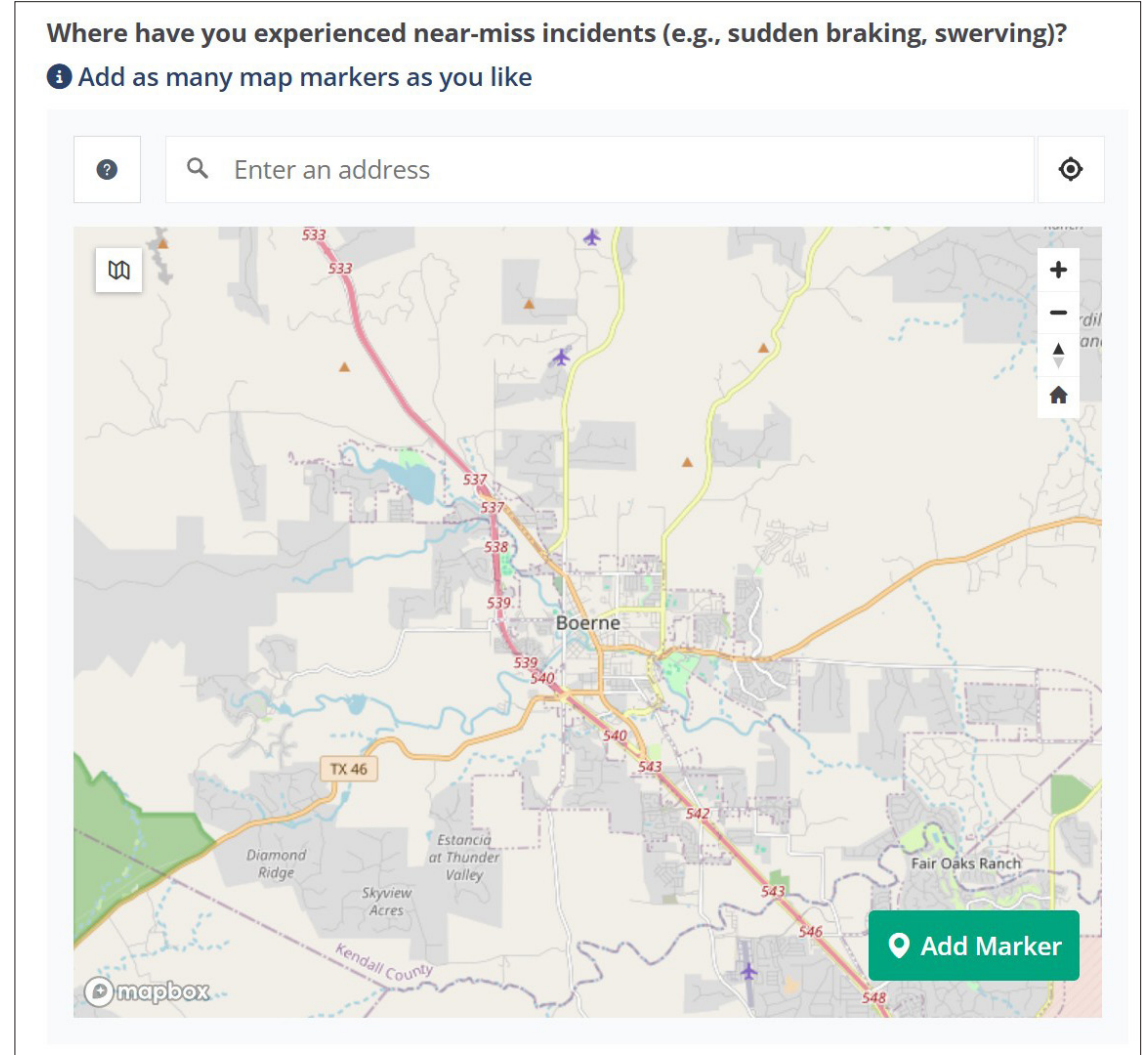 Where have you experienced near-miss incidents (e.g., sudden braking, swerving)?
Add as many map markers as you like
Enter an address
533
533
537
537
538
539
Boerne
539
540
540
543
TX 46
542
Estancia
at Thunder
Valley
Diamond
Ridge
Fair Oaks Ranch
Skyview
Acres
543
546
Add Marker
Kendall County
mapbox
548